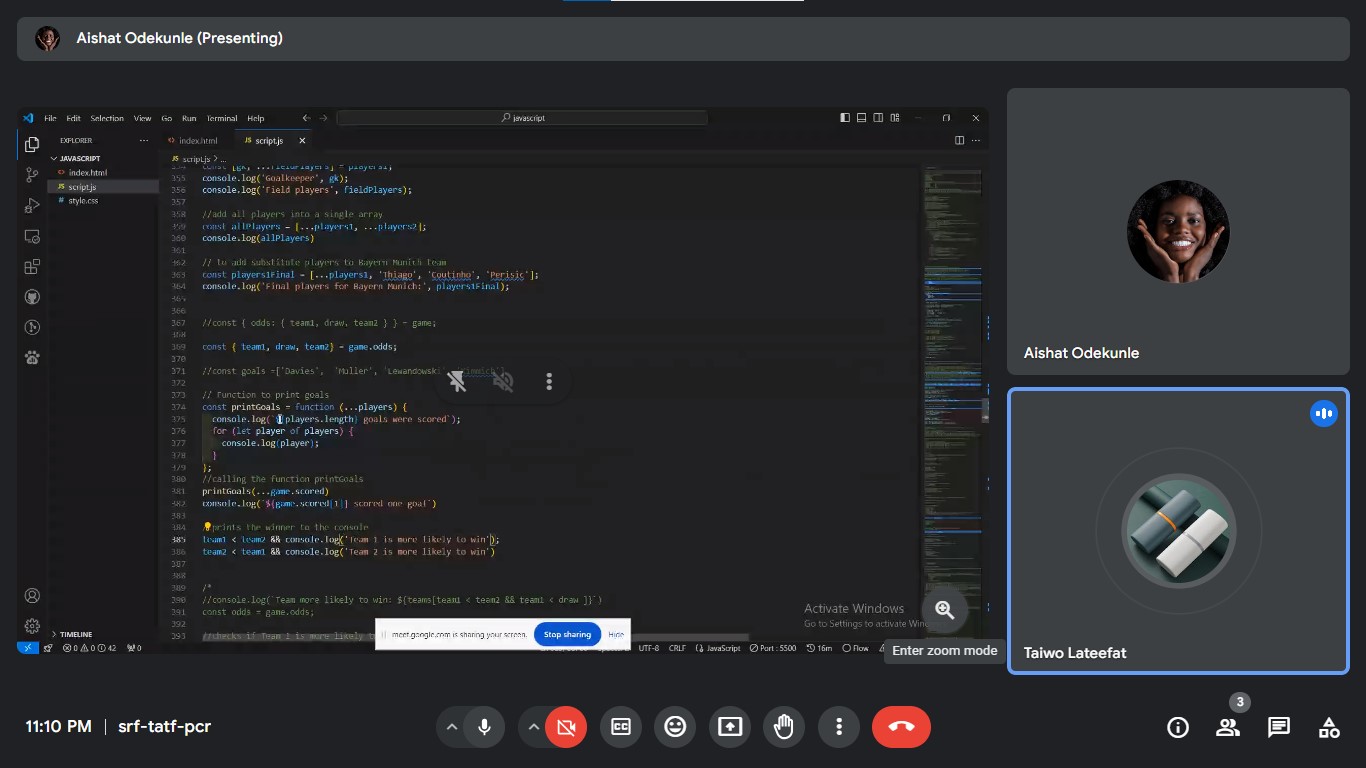 Aishat Odekunle (Presenting)
File Edit Selection View Go Run Terminal Help
javascript
EXPLORER
index.html
script.js
JAVASCRIPT
index.html
script.js
style.css
script.js > ...
355 console.log('Goalkeeper', gk);
356 console.log('Field players', fieldPlayers);
357
358 //add all players into a single array
359 const allPlayers = [...players1, ...players2];
360 console.log(allPlayers)
361
362 // to add substitute players to Bayern Munich team
363 const players1Final = [...players1, 'Thiago', 'Coutinho', 'Perisic'];
364 console.log('Final players for Bayern Munich:', players1Final);
365
366
367 //const { odds: { team1, draw, team2 } } = game;
368
369 const { team1, draw, team2} = game.odds;
370
371 //const goals =['Davies', 'Muller', 'Lewandowski
372
373 // Function to print goals
374 const printGoals = function (...players) {
375 console.log(`${players.length} goals were scored`);
376 for (let player of players) {
377 console.log(player);
378 }
379 };
380 //calling the function printGoals
381 printGoals(...game.scored)
382 console.log(`${game.scored[1]} scored one goal`)
383
384 //prints the winner to the console
385 team1 < team2 && console.log('Team 1 is more likely to win');
386 team2 < team1 && console.log('Team 2 is more likely to win')
387
388
389 /*
390 //console.log(`Team more likely to win: ${teams[team1 < team2 && team1 < draw ]}`)
391 const odds = game.odds;
392
393 //checks if Team 1 is more likely t
TIMELINE
Activate Windows
Go to Settings to activate
meet.google.com is sharing your screen.
Stop sharing
Hide
0 0 42 0
UTF-8 CRLF JavaScript Port : 5500 16m Flow
Enter zoom mode
Aishat Odekunle
Taiwo Lateefat
11:10 PM | srf-tatf-pcr
3